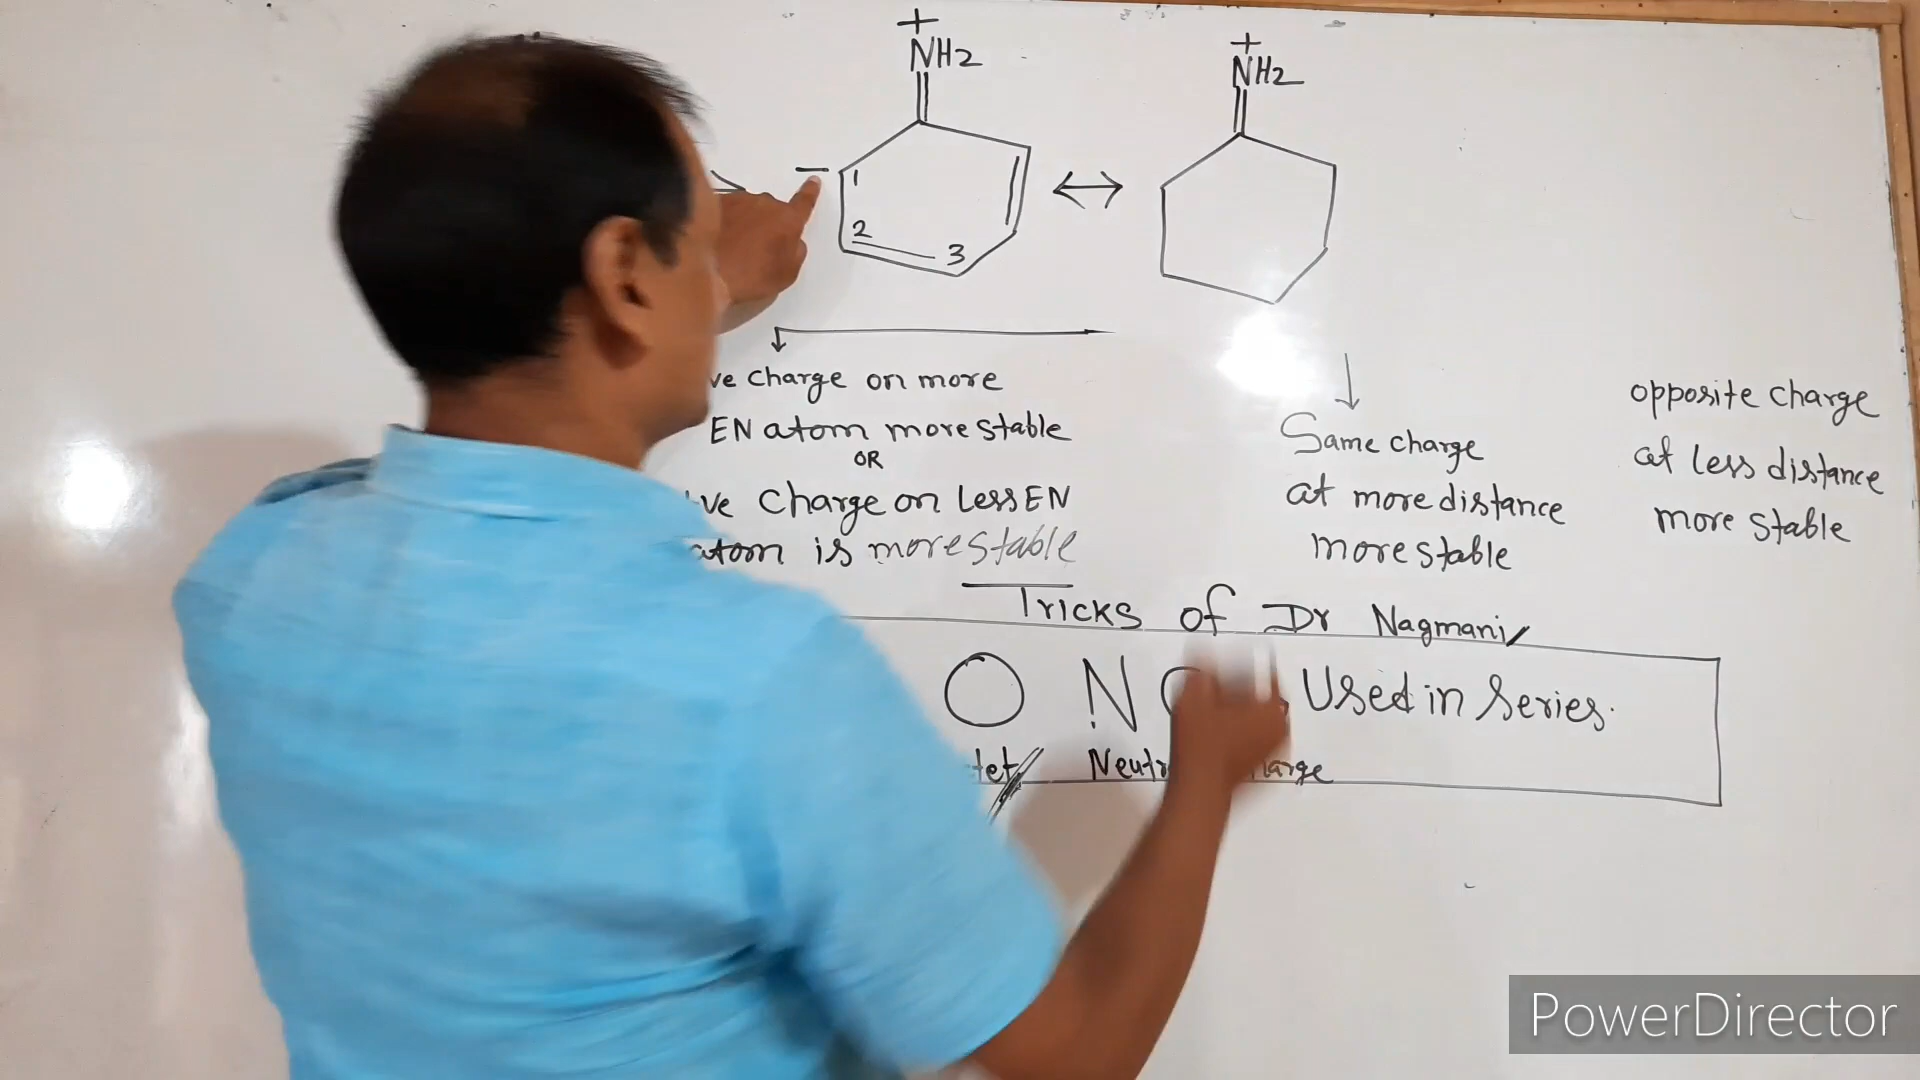 +
NH2
+
NH2
−
1
2
3
ve charge on more
EN atom more stable
OR
ve charge on less EN
atom is more stable
Same charge
at more distance
more stable
opposite charge
at less distance
more stable
Tricks of Dr Nagmani
O N Used in series.
PowerDirector